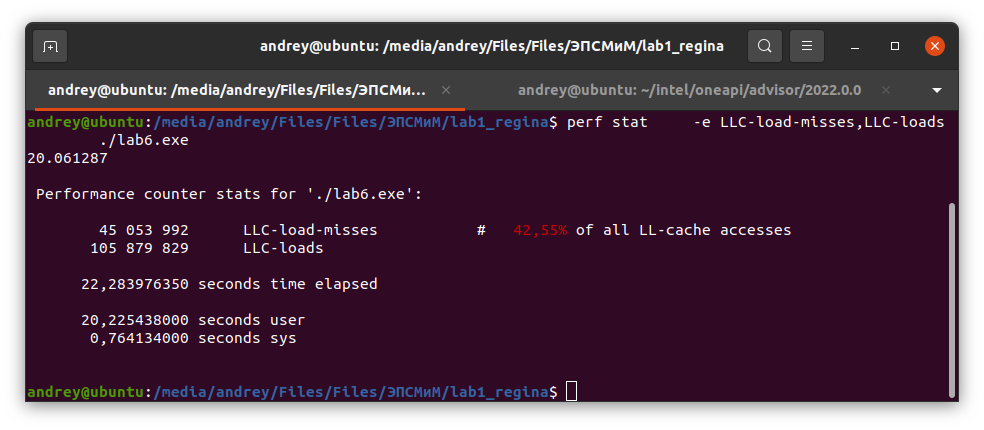 andrey@ubuntu: /media/andrey/Files/Files/ЭПСМиМ/lab1_regina
andrey@ubuntu: /media/andrey/Files/Files/ЭПСМи...
andrey@ubuntu: ~/intel/oneapi/advisor/2022.0.0
andrey@ubuntu:/media/andrey/Files/Files/ЭПСМиМ/lab1_regina$ perf stat     -e LLC-load-misses,LLC-loads
        ./lab6.exe
20.061287
 Performance counter stats for './lab6.exe':
        45 053 992      LLC-load-misses           #   42,55% of all LL-cache accesses
       105 879 829      LLC-loads
      22,283976350 seconds time elapsed
      20,225438000 seconds user
       0,764134000 seconds sys
andrey@ubuntu:/media/andrey/Files/Files/ЭПСМиМ/lab1_regina$